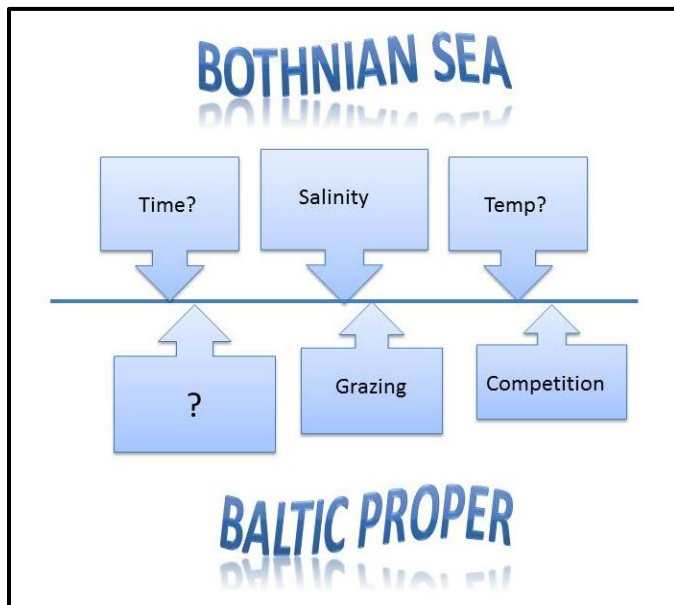 BOTHNIAN SEA
Time?
Salinity
Temp?
?
Grazing
Competition
BALTIC PROPER